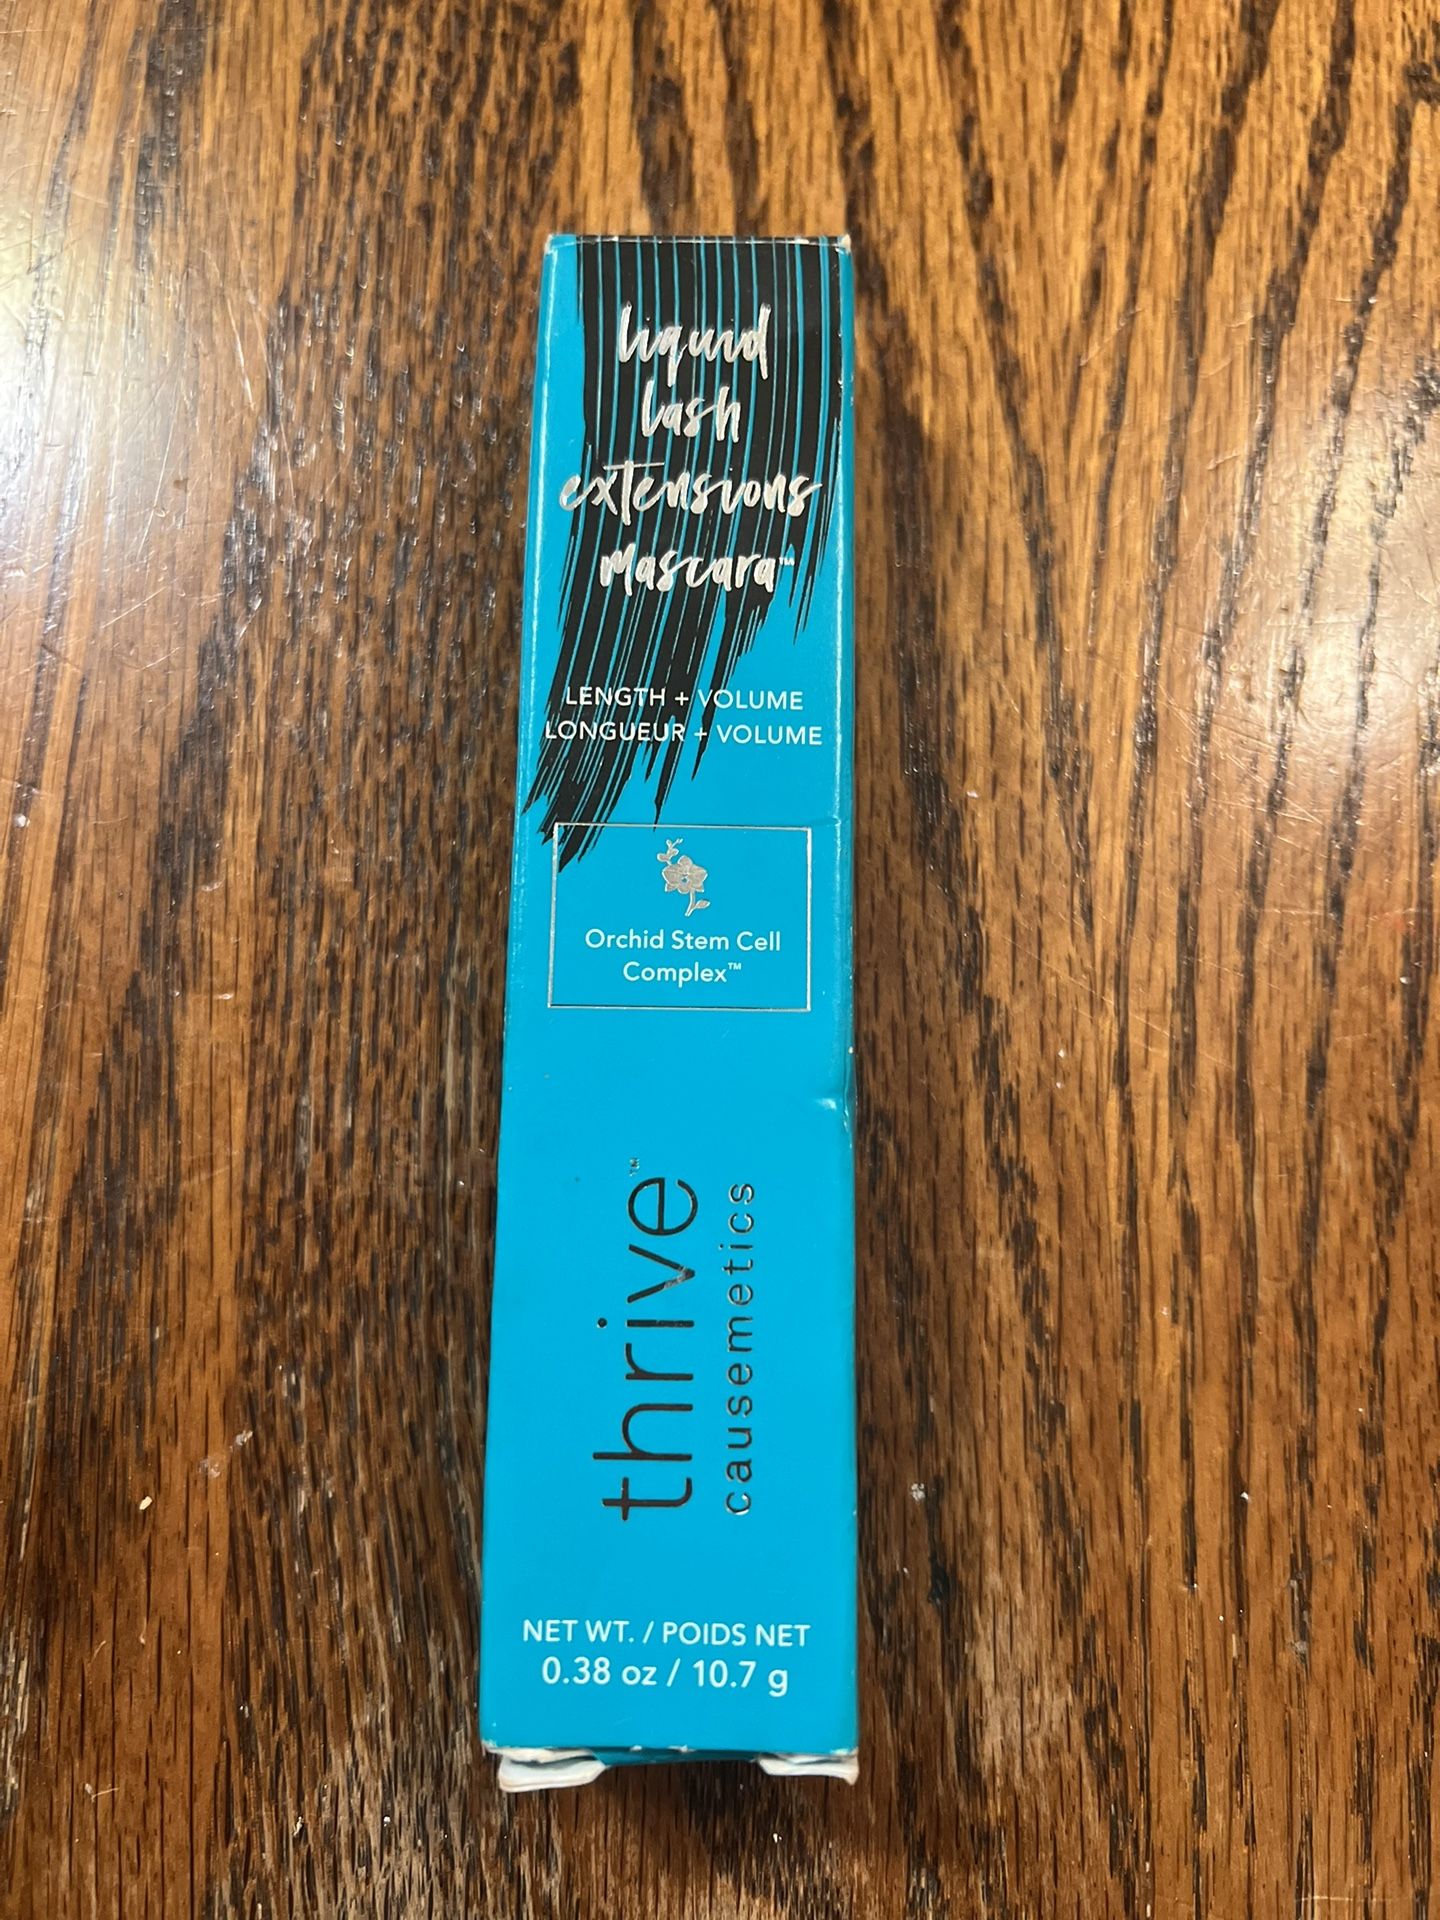 liquid
lash
extensions
mascara™
LENGTH + VOLUME
LONGUEUR + VOLUME
Orchid Stem Cell
Complex™
thrive™
causemetics
NET WT. / POIDS NET
0.38 oz / 10.7 g